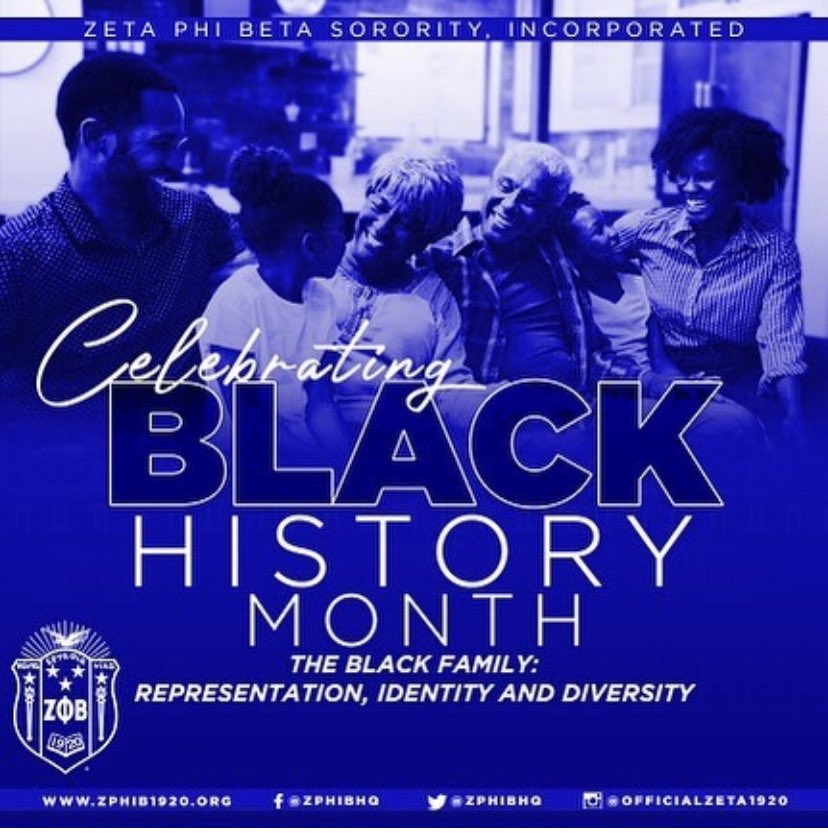 ZETA PHI BETA SORORITY, INCORPORATED
Celebrating
BLACK
HISTORY
MONTH
THE BLACK FAMILY:
REPRESENTATION, IDENTITY AND DIVERSITY
ΖΦΒ
1920
WWW.ZPHIB1920.ORG
@ZPHIBHQ
@ZPHIBHQ
@OFFICIALZETA1920